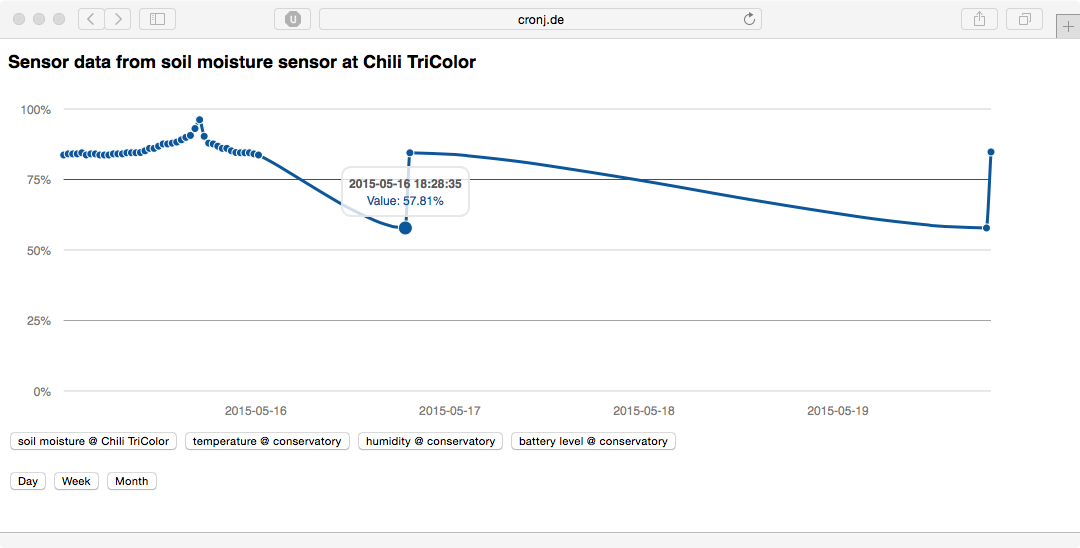 cronj.de
Sensor data from soil moisture sensor at Chili TriColor
100%
75%
2015-05-16 18:28:35
Value: 57.81%
50%
25%
0%
2015-05-16 2015-05-17 2015-05-18 2015-05-19
soil moisture @ Chili TriColor temperature @ conservatory humidity @ conservatory battery level @ conservatory
Day Week Month